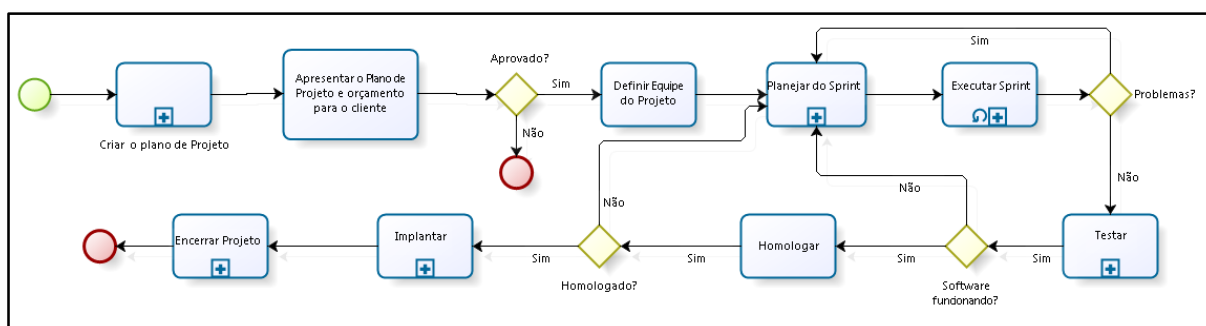 Criar o plano de Projeto
Apresentar o Plano de
Projeto e orçamento
para o cliente
Aprovado?
Sim
Não
Definir Equipe
do Projeto
Planejar do Sprint
Executar Sprint
Sim
Problemas?
Não
Encerrar Projeto
Implantar
Sim
Não
Homologado?
Sim
Homologar
Sim
Não
Software
funcionando?
Sim
Testar